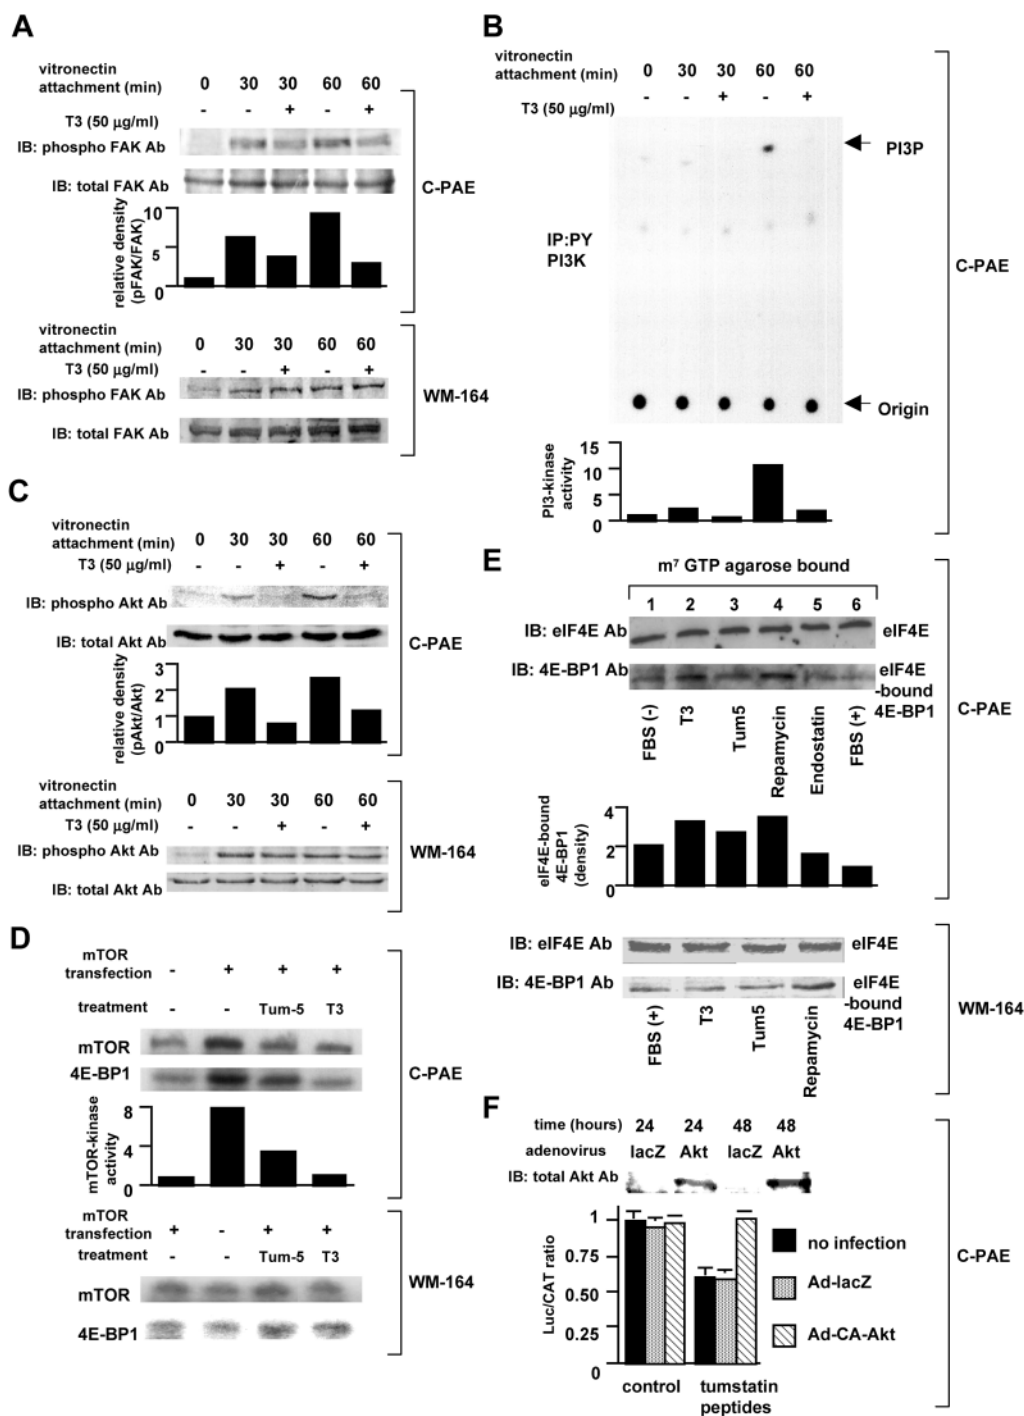 A
vitronectin
attachment (min) 0 30 30 60 60
T3 (50 µg/ml) - - + - +
IB: phospho FAK Ab
IB: total FAK Ab
C-PAE
relative density
(pFAK/FAK)
10
5
0
vitronectin
attachment (min) 0 30 30 60 60
T3 (50 µg/ml) - - + - +
IB: phospho FAK Ab
WM-164
IB: total FAK Ab
B
vitronectin
attachment (min) 0 30 30 60 60
T3 (50 µg/ml) - - + - +
PI3P
IP:PY
PI3K
C-PAE
Origin
PI3-kinase
activity
15
10
5
0
C
vitronectin
attachment (min) 0 30 30 60 60
T3 (50 µg/ml) - - + - +
IB: phospho Akt Ab
IB: total Akt Ab
C-PAE
relative density
(pAkt/Akt)
3
2
1
0
vitronectin
attachment (min) 0 30 30 60 60
T3 (50 µg/ml) - - + - +
IB: phospho Akt Ab
WM-164
IB: total Akt Ab
D
mTOR
transfection - + + +
treatment - - Tum-5 T3
mTOR
4E-BP1
C-PAE
mTOR-kinase
activity
8
4
0
mTOR
transfection + - + +
treatment - - Tum-5 T3
mTOR
WM-164
4E-BP1
E
m⁷ GTP agarose bound
1 2 3 4 5 6
IB: eIF4E Ab eIF4E
IB: 4E-BP1 Ab eIF4E
-bound
4E-BP1
C-PAE
FBS (-)
T3
Tum5
Repamycin
Endostatin
FBS (+)
eIF4E-bound
4E-BP1
(density)
4
2
0
IB: eIF4E Ab eIF4E
IB: 4E-BP1 Ab eIF4E
-bound
4E-BP1
WM-164
FBS (+)
T3
Tum5
Repamycin
F
time (hours) 24 24 48 48
adenovirus lacZ Akt lacZ Akt
IB: total Akt Ab
Luc/CAT ratio
1
0.75
0.50
0.25
0
no infection
Ad-lacZ
Ad-CA-Akt
C-PAE
control tumstatin
peptides